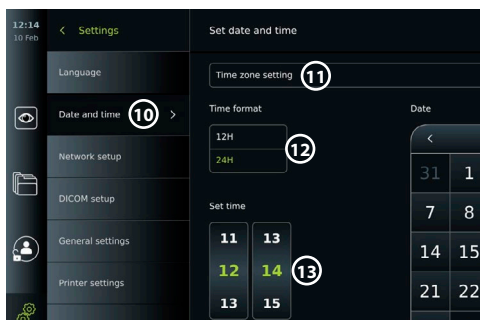 12:14
10 Feb
Settings
Set date and time
Language
Time zone setting 11
Date and time 10
Time format
Date
12H
24H
12
Network setup
31 1
DICOM setup
Set time
7 8
General settings
11 13
12 14 13
13 15
14 15
Printer settings
21 22